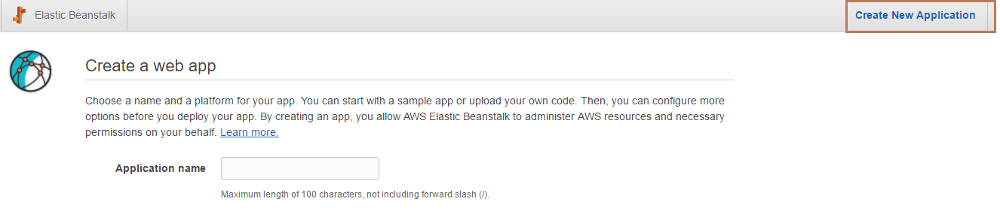 Elastic Beanstalk
Create New Application
Create a web app
Choose a name and a platform for your app. You can start with a sample app or upload your own code. Then, you can configure more
options before you deploy your app. By creating an app, you allow AWS Elastic Beanstalk to administer AWS resources and necessary
permissions on your behalf. Learn more.
Application name
Maximum length of 100 characters, not including forward slash (/).